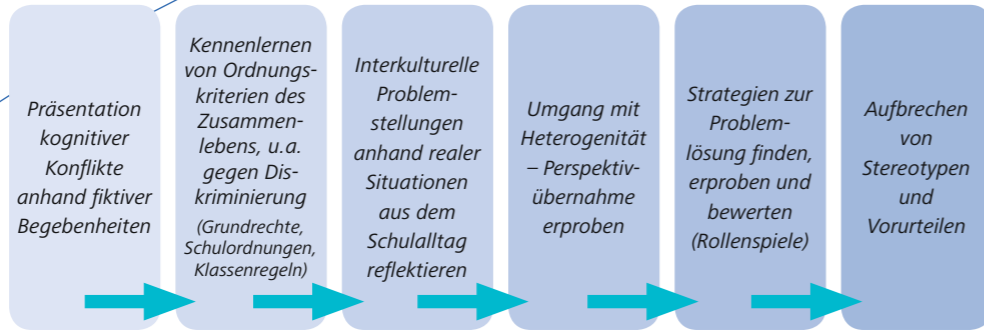 Präsentation
kognitiver
Konflikte
anhand fiktiver
Begebenheiten
Kennenlernen
von Ordnungs-
kriterien des
Zusammen-
lebens, u.a.
gegen Dis-
kriminierung
(Grundrechte,
Schulordnungen,
Klassenregeln)
Interkulturelle
Problem-
stellungen
anhand realer
Situationen
aus dem
Schulalltag
reflektieren
Umgang mit
Heterogenität
– Perspektiv-
übernahme
erproben
Strategien zur
Problem-
lösung finden,
erproben und
bewerten
(Rollenspiele)
Aufbrechen
von
Stereotypen
und
Vorurteilen